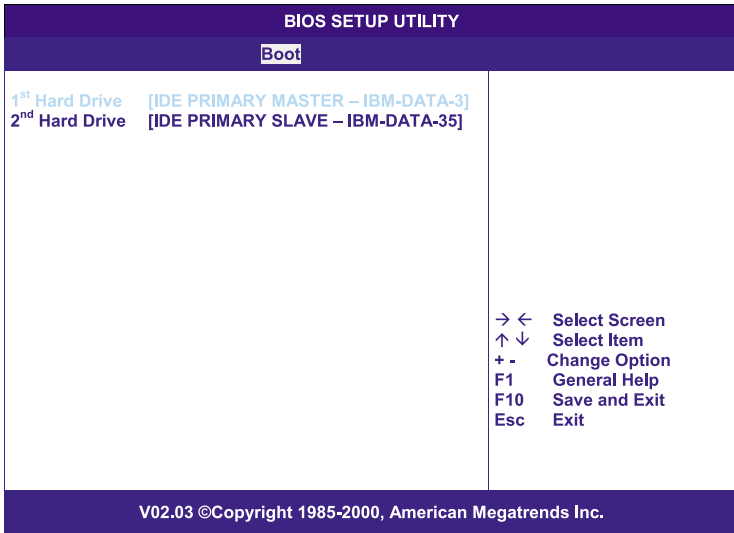 BIOS SETUP UTILITY
Boot
1st Hard Drive [IDE PRIMARY MASTER – IBM-DATA-3]
2nd Hard Drive [IDE PRIMARY SLAVE – IBM-DATA-35]
→ ← Select Screen
↑ ↓ Select Item
+ - Change Option
F1 General Help
F10 Save and Exit
Esc Exit
V02.03 ©Copyright 1985-2000, American Megatrends Inc.